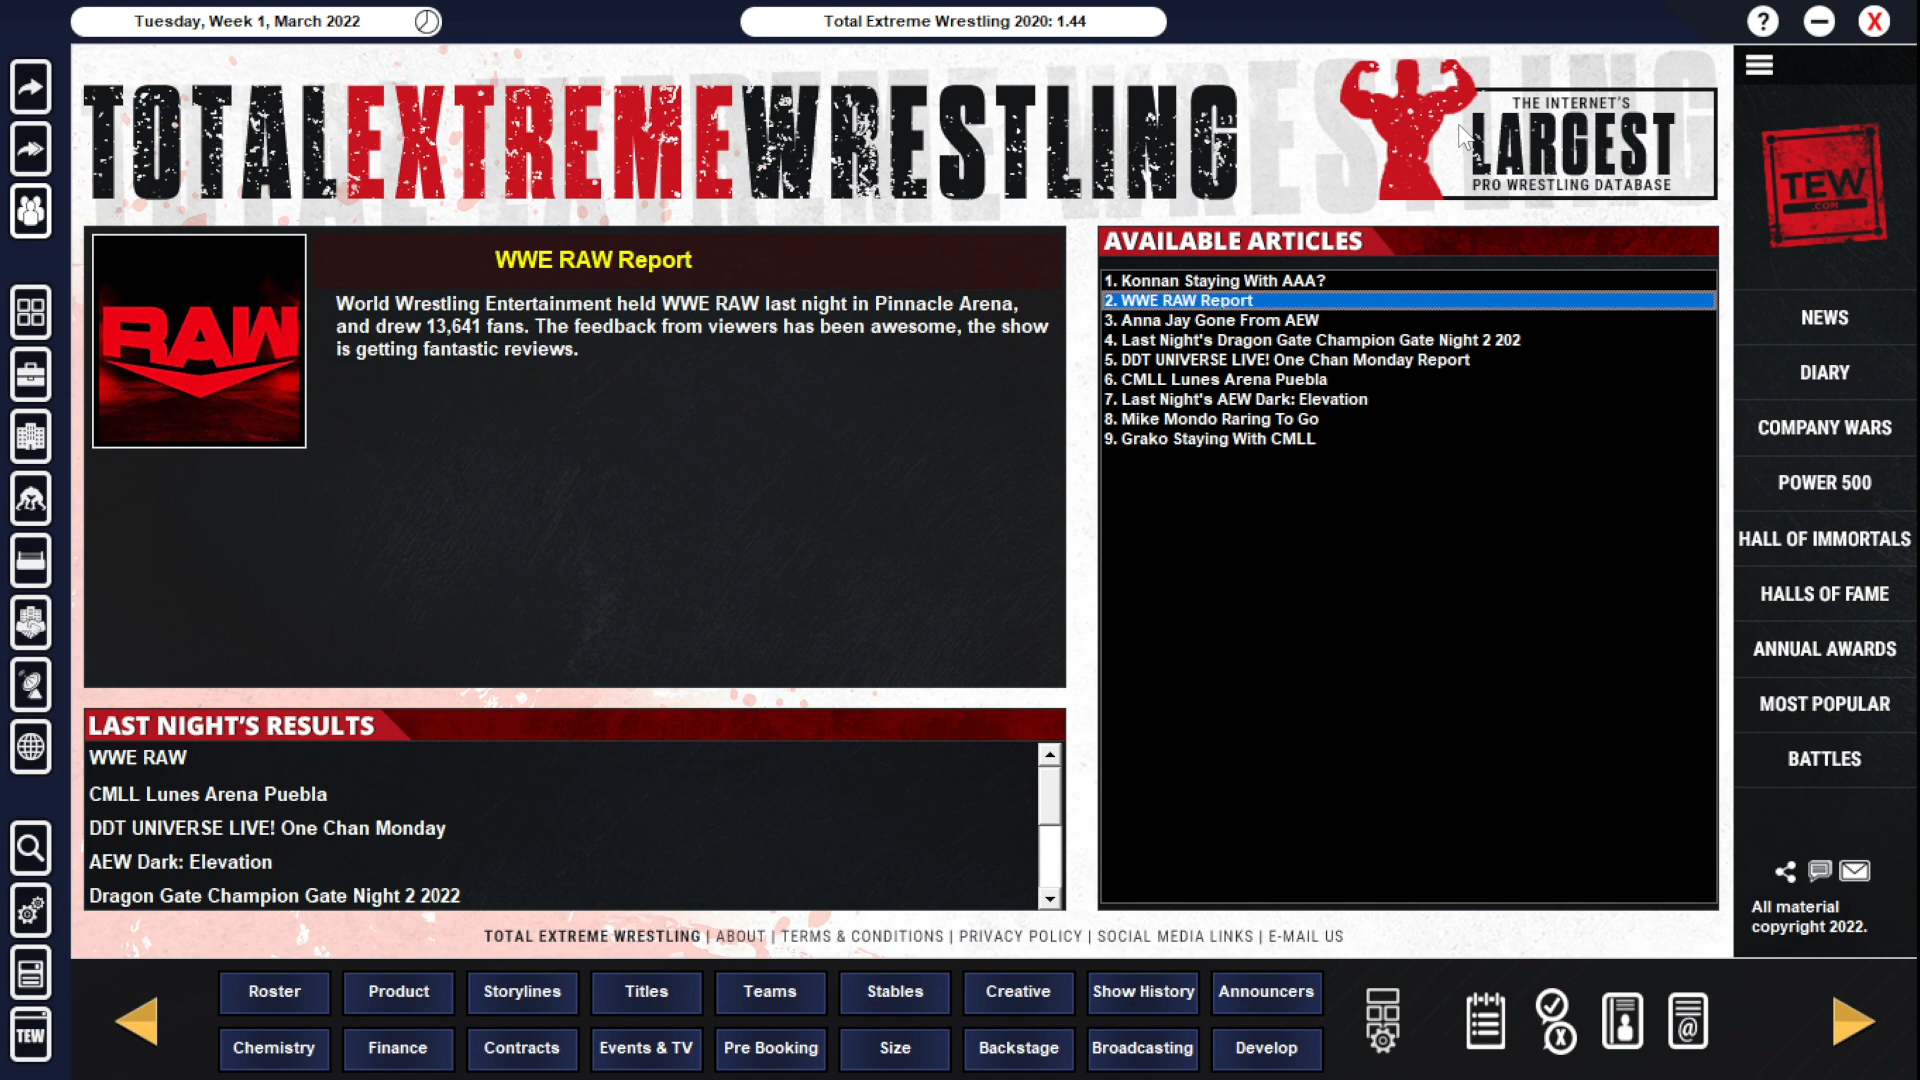 Tuesday, Week 1, March 2022
Total Extreme Wrestling 2020: 1.44
?
X
TOTALEXTREMEWRESTLING
THE INTERNET'S
LARGEST
PRO WRESTLING DATABASE
TEW
.COM
WWE RAW Report
RAW
World Wrestling Entertainment held WWE RAW last night in Pinnacle Arena,
and drew 13,641 fans. The feedback from viewers has been awesome, the show
is getting fantastic reviews.
AVAILABLE ARTICLES
1. Konnan Staying With AAA?
2. WWE RAW Report
3. Anna Jay Gone From AEW
4. Last Night's Dragon Gate Champion Gate Night 2 202
5. DDT UNIVERSE LIVE! One Chan Monday Report
6. CMLL Lunes Arena Puebla
7. Last Night's AEW Dark: Elevation
8. Mike Mondo Raring To Go
9. Grako Staying With CMLL
NEWS
DIARY
COMPANY WARS
POWER 500
HALL OF IMMORTALS
HALLS OF FAME
ANNUAL AWARDS
MOST POPULAR
BATTLES
All material
copyright 2022.
LAST NIGHT'S RESULTS
WWE RAW
CMLL Lunes Arena Puebla
DDT UNIVERSE LIVE! One Chan Monday
AEW Dark: Elevation
Dragon Gate Champion Gate Night 2 2022
TOTAL EXTREME WRESTLING | ABOUT | TERMS & CONDITIONS | PRIVACY POLICY | SOCIAL MEDIA LINKS | E-MAIL US
TEW
Roster Product Storylines Titles Teams Stables Creative Show History Announcers
Chemistry Finance Contracts Events & TV Pre Booking Size Backstage Broadcasting Develop